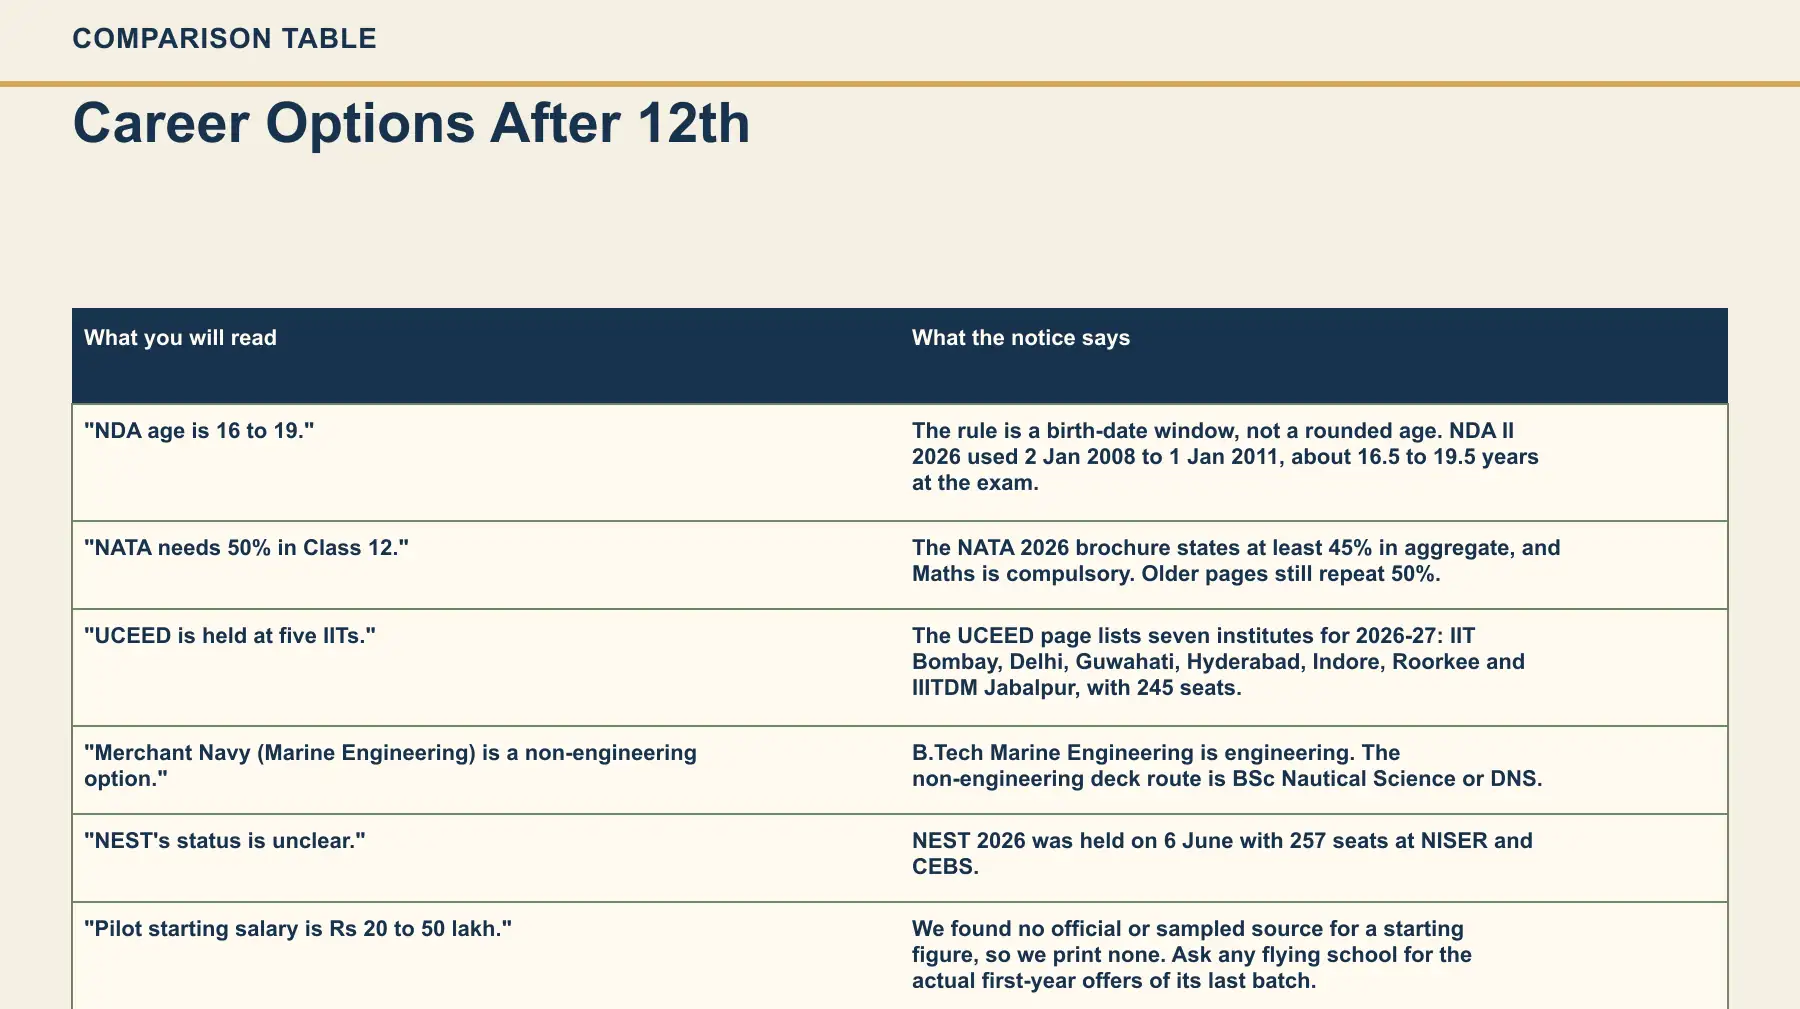 COMPARISON TABLE
Career Options After 12th
What you will read
What the notice says
"NDA age is 16 to 19."
The rule is a birth-date window, not a rounded age. NDA II
2026 used 2 Jan 2008 to 1 Jan 2011, about 16.5 to 19.5 years
at the exam.
"NATA needs 50% in Class 12."
The NATA 2026 brochure states at least 45% in aggregate, and
Maths is compulsory. Older pages still repeat 50%.
"UCEED is held at five IITs."
The UCEED page lists seven institutes for 2026-27: IIT
Bombay, Delhi, Guwahati, Hyderabad, Indore, Roorkee and
IIITDM Jabalpur, with 245 seats.
"Merchant Navy (Marine Engineering) is a non-engineering
option."
B.Tech Marine Engineering is engineering. The
non-engineering deck route is BSc Nautical Science or DNS.
"NEST's status is unclear."
NEST 2026 was held on 6 June with 257 seats at NISER and
CEBS.
"Pilot starting salary is Rs 20 to 50 lakh."
We found no official or sampled source for a starting
figure, so we print none. Ask any flying school for the
actual first-year offers of its last batch.